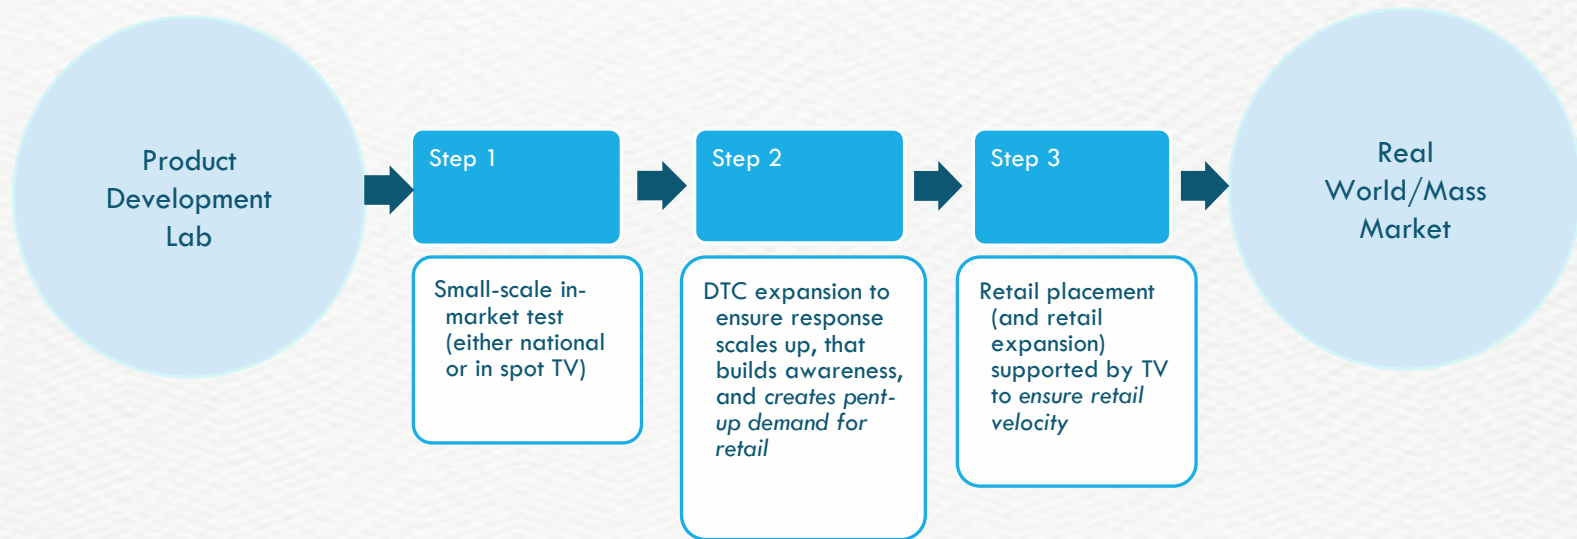 Product
Development
Lab
Step 1
Small-scale in-
market test
(either national
or in spot TV)
Step 2
DTC expansion to
ensure response
scales up, that
builds awareness,
and creates pent-
up demand for
retail
Step 3
Retail placement
(and retail
expansion)
supported by TV
to ensure retail
velocity
Real
World/Mass
Market